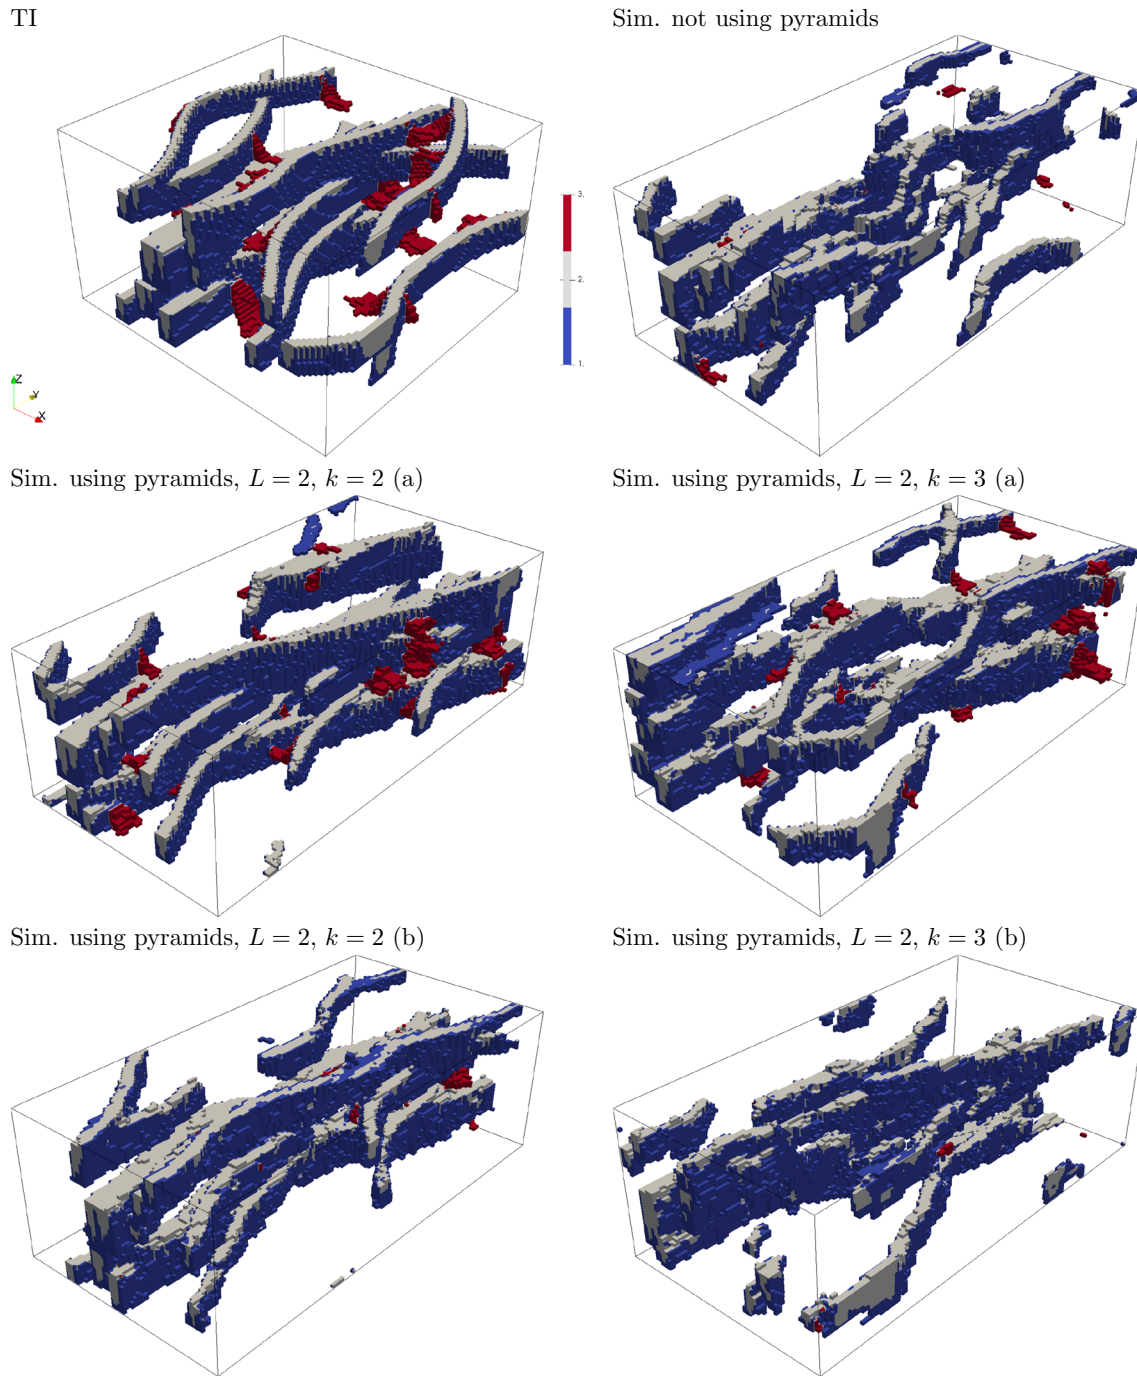 TI
Sim. not using pyramids
3.
2.
1.
Z
Y
X
Sim. using pyramids, L = 2, k = 2 (a)
Sim. using pyramids, L = 2, k = 3 (a)
Sim. using pyramids, L = 2, k = 2 (b)
Sim. using pyramids, L = 2, k = 3 (b)